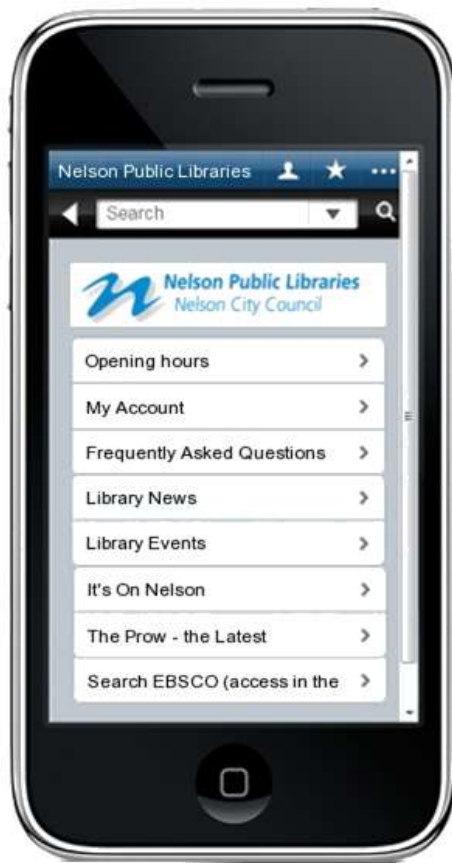 Nelson Public Libraries
Search
Nelson Public Libraries
Nelson City Council
Opening hours
My Account
Frequently Asked Questions
Library News
Library Events
It's On Nelson
The Prow - the Latest
Search EBSCO (access in the